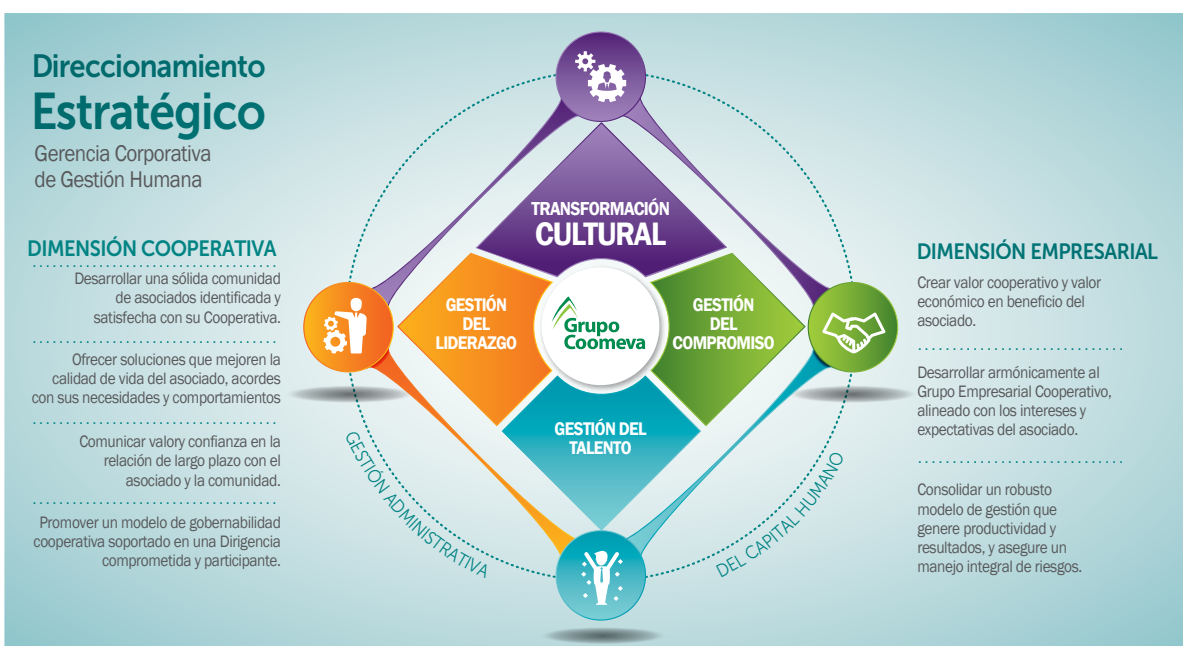 Direccionamiento
Estratégico
Gerencia Corporativa
de Gestión Humana
DIMENSIÓN COOPERATIVA
Desarrollar una sólida comunidad
de asociados identificada y
satisfecha con su Cooperativa.
Ofrecer soluciones que mejoren la
calidad de vida del asociado, acordes
con sus necesidades y comportamientos
Comunicar valory confianza en la
relación de largo plazo con el
asociado y la comunidad.
Promover un modelo de gobernabilidad
cooperativa soportado en una Dirigencia
comprometida y participante.
TRANSFORMACIÓN
CULTURAL
GESTIÓN
DEL
LIDERAZGO
Grupo
Coomeva
GESTIÓN
DEL
COMPROMISO
GESTIÓN DEL
TALENTO
GESTIÓN ADMINISTRATIVA
DEL CAPITAL HUMANO
DIMENSIÓN EMPRESARIAL
Crear valor cooperativo y valor
económico en beneficio del
asociado.
Desarrollar armónicamente al
Grupo Empresarial Cooperativo,
alineado con los intereses y
expectativas del asociado.
Consolidar un robusto
modelo de gestión que
genere productividad y
resultados, y asegure un
manejo integral de riesgos.